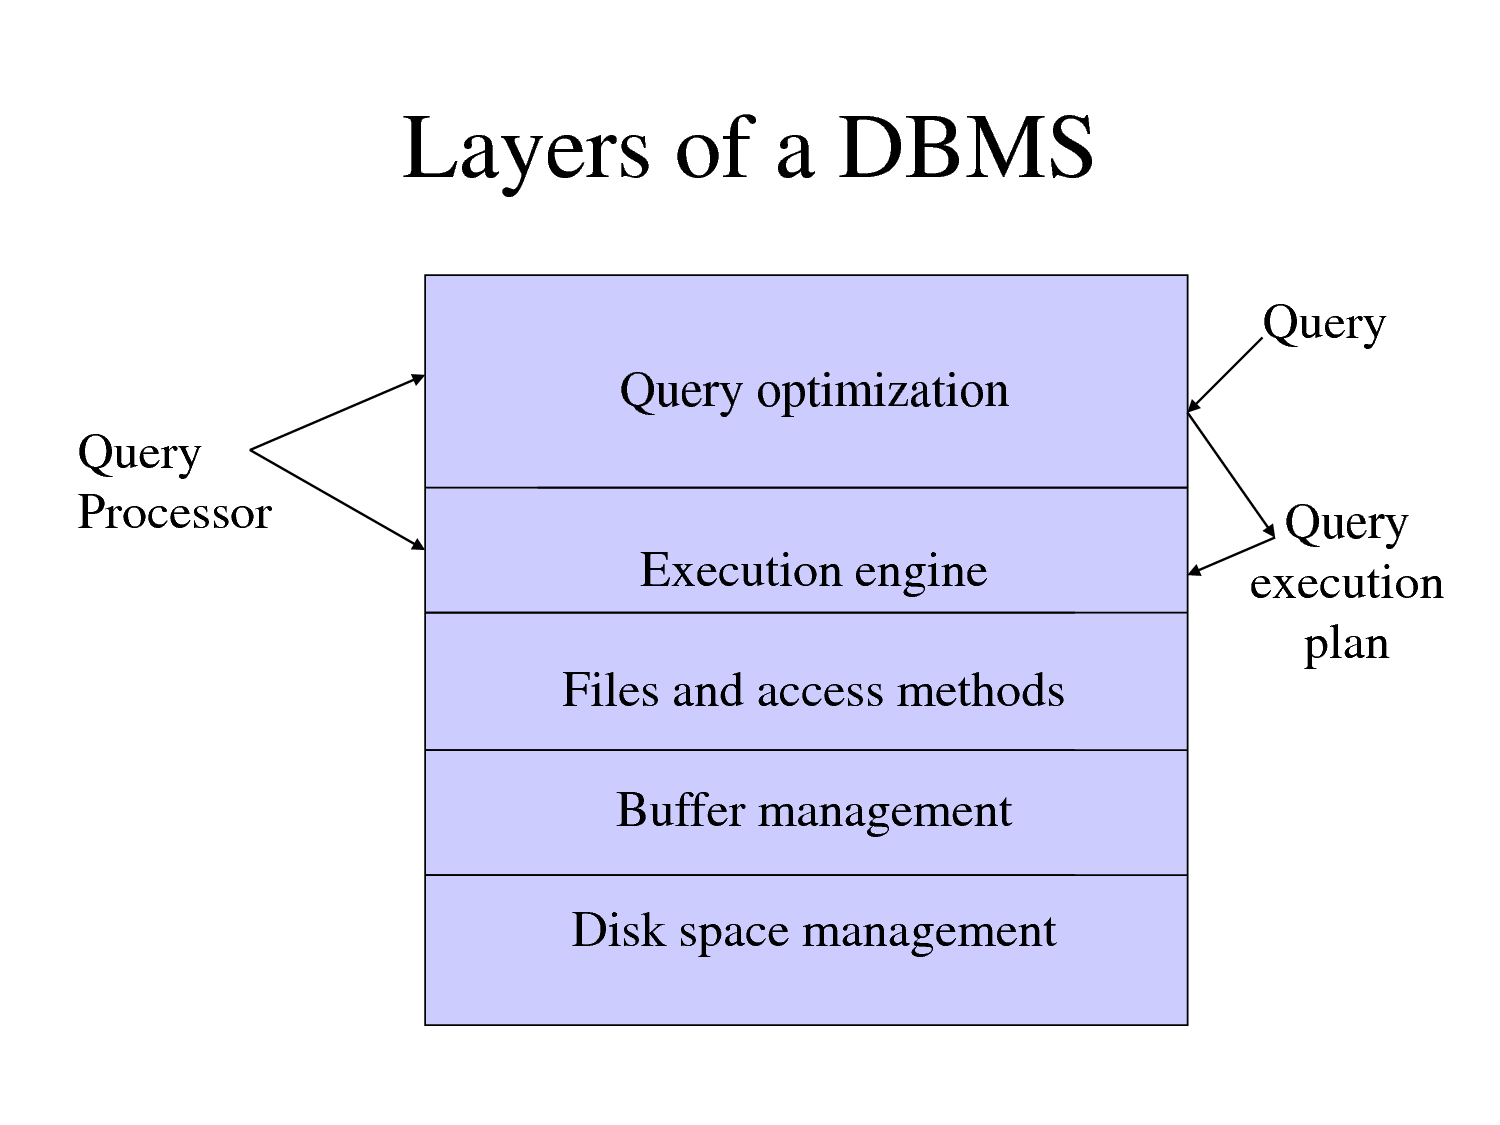 Layers of a DBMS
Query
Processor
Query optimization
Execution engine
Files and access methods
Buffer management
Disk space management
Query
Query
execution
plan